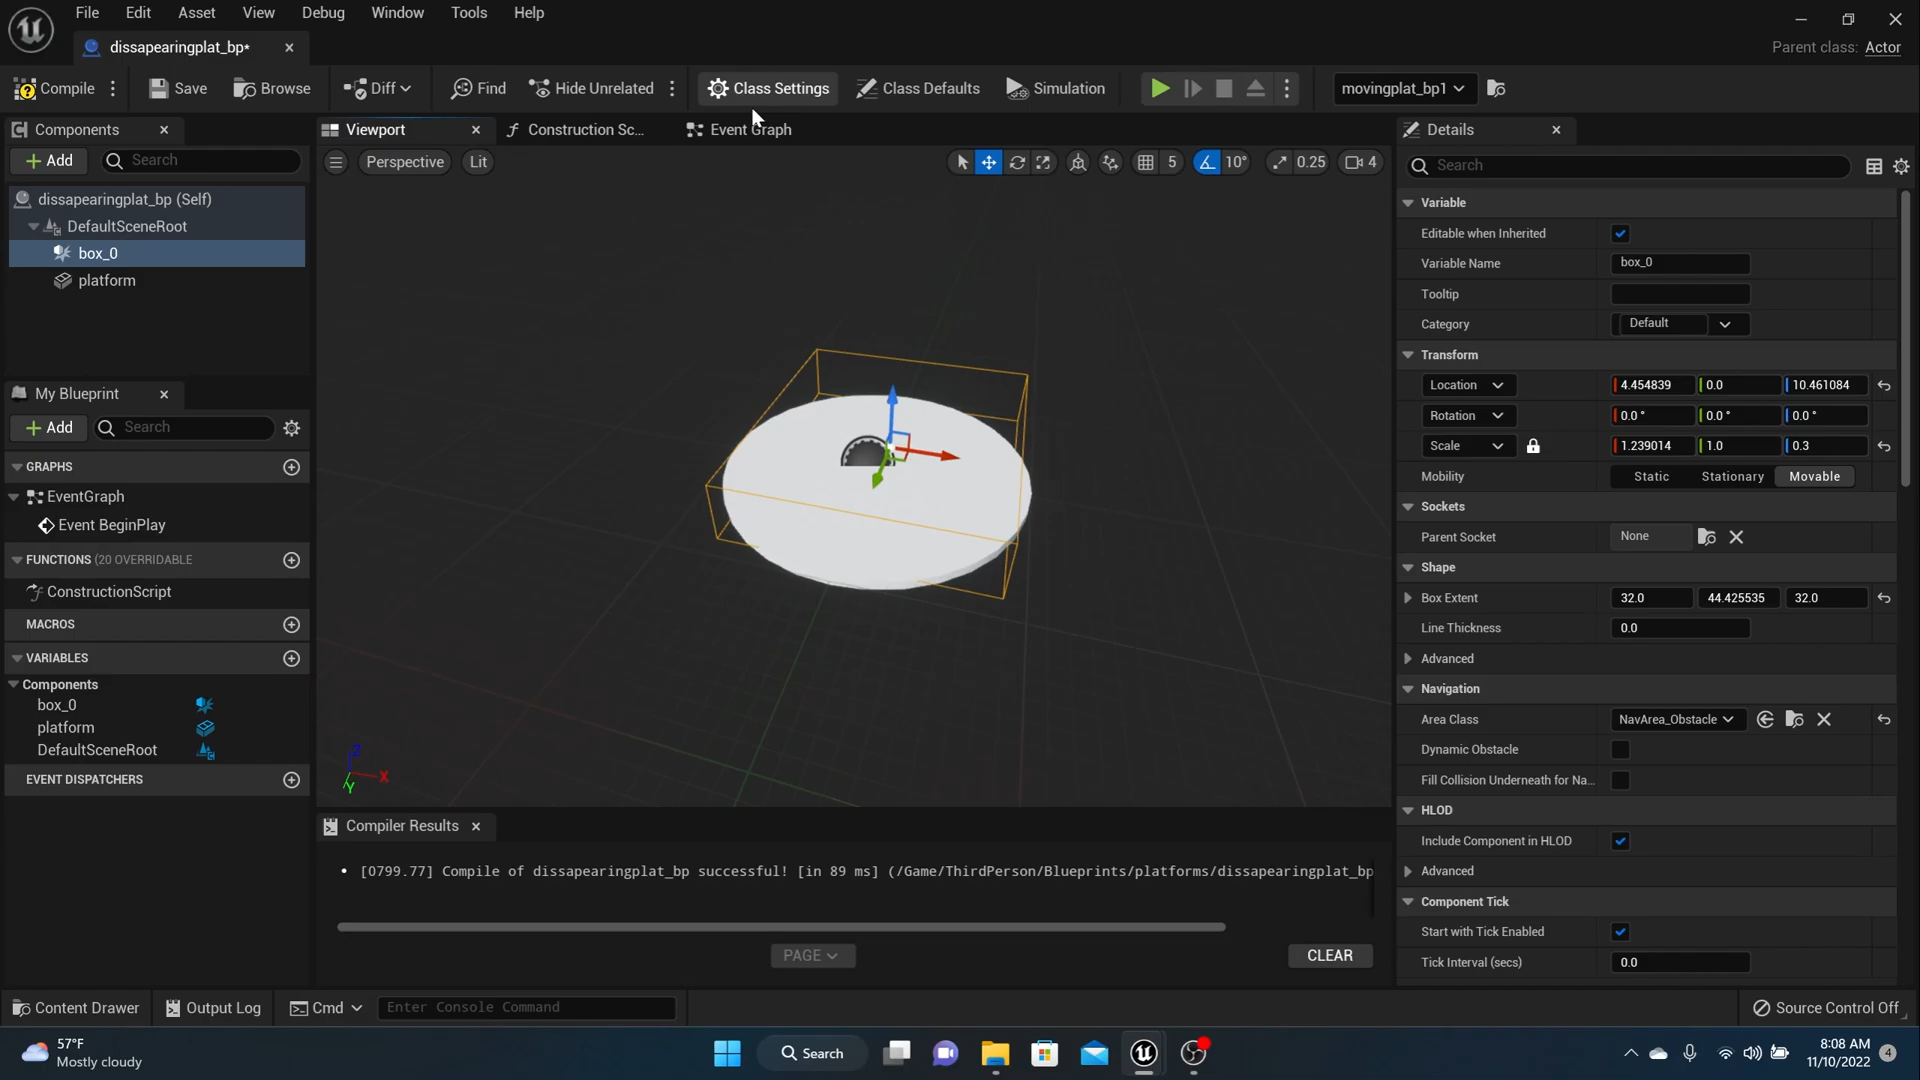 File Edit Asset View Debug Window Tools Help
dissapearingplat_bp*
Parent class: Actor
Compile Save Browse Diff Find Hide Unrelated Class Settings Class Defaults Simulation movingplat_bp1
Components Viewport Construction Sc... Event Graph Details
Add Search
Perspective Lit 5 10° 0.25 4
Search
dissapearingplat_bp (Self)
DefaultSceneRoot
box_0
platform
My Blueprint
Add Search
GRAPHS
EventGraph
Event BeginPlay
FUNCTIONS (20 OVERRIDABLE
ConstructionScript
MACROS
VARIABLES
Components
box_0
platform
DefaultSceneRoot
EVENT DISPATCHERS
Z
X
Y
Variable
Editable when Inherited
Variable Name box_0
Tooltip
Category Default
Transform
Location 4.454839 0.0 10.461084
Rotation 0.0 ° 0.0 ° 0.0 °
Scale 1.239014 1.0 0.3
Mobility Static Stationary Movable
Sockets
Parent Socket None
Shape
Box Extent 32.0 44.425535 32.0
Line Thickness 0.0
Advanced
Navigation
Area Class NavArea_Obstacle
Dynamic Obstacle
Fill Collision Underneath for Na...
HLOD
Include Component in HLOD
Advanced
Component Tick
Start with Tick Enabled
Tick Interval (secs) 0.0
Compiler Results
[0799.77] Compile of dissapearingplat_bp successful! [in 89 ms] (/Game/ThirdPerson/Blueprints/platforms/dissapearingplat_bp
PAGE CLEAR
Content Drawer Output Log Cmd Enter Console Command Source Control Off
57°F
Mostly cloudy
Search
8:08 AM
11/10/2022
4